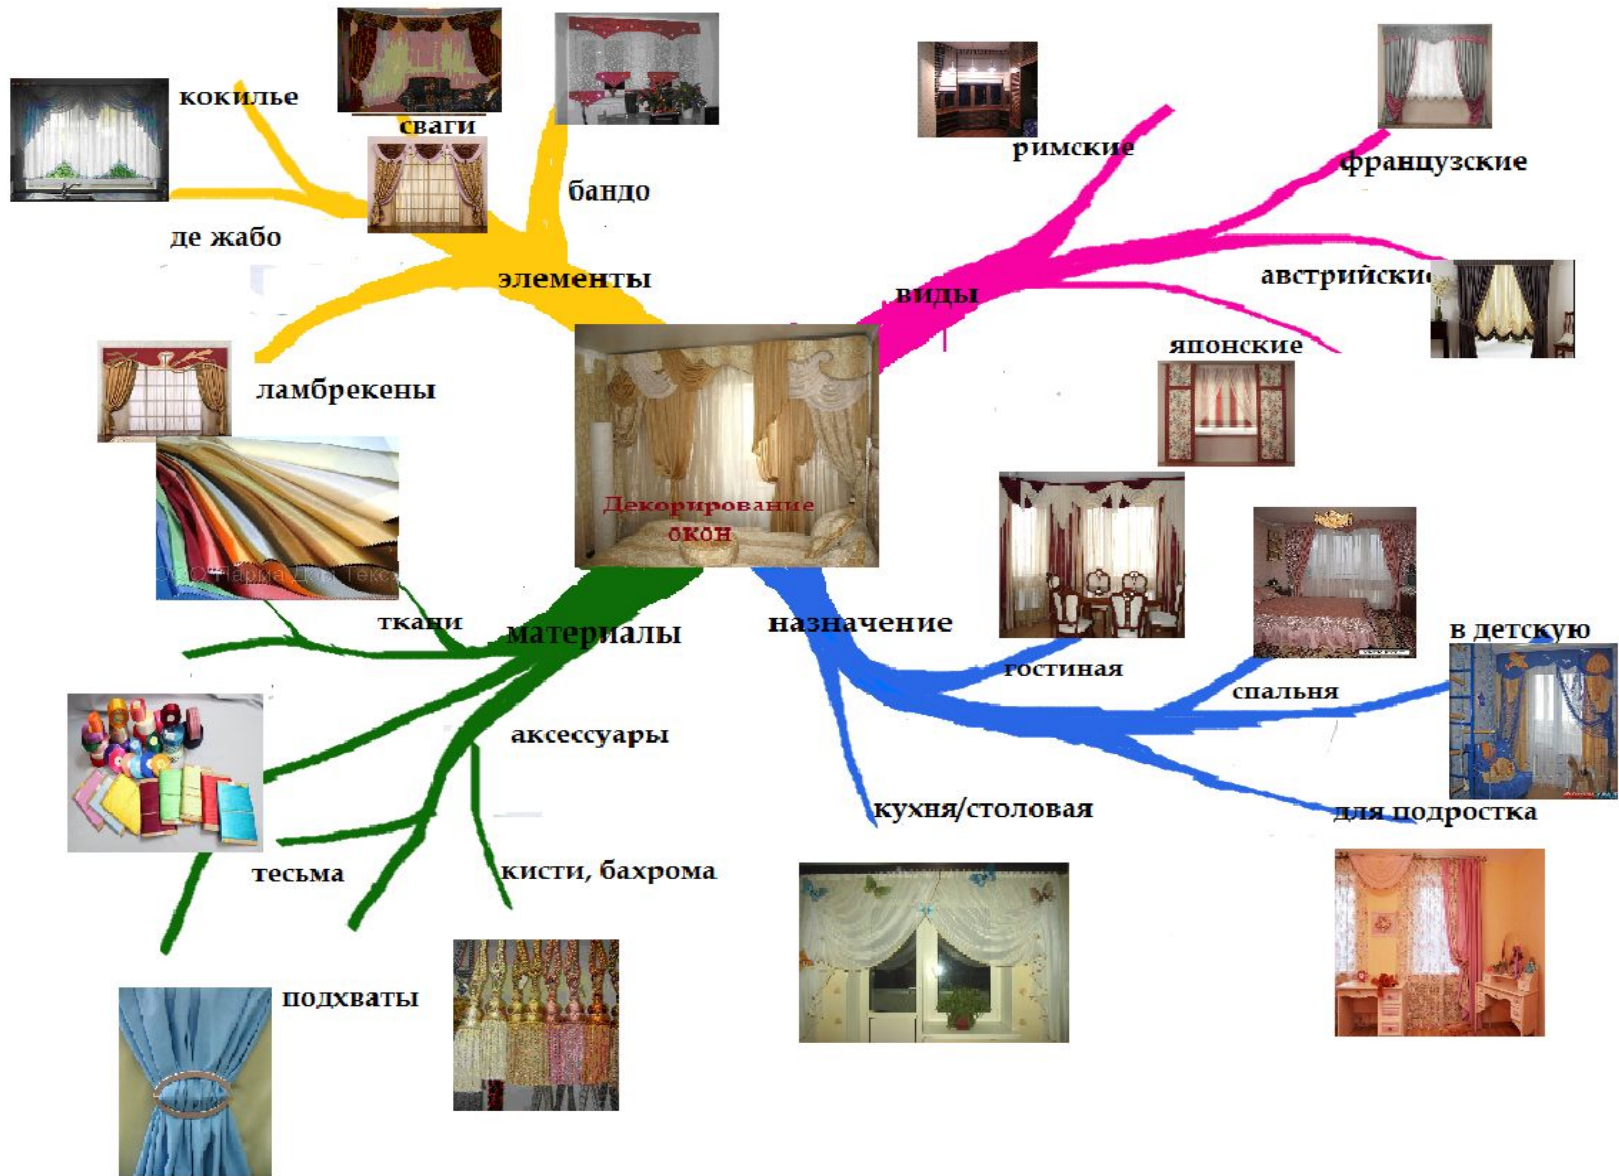 кокилье
сваги
бандо
де жабо
элементы
ламбрекены
римские
французские
виды
австрийские
японские
Декорирование
окон
ткани
материалы
аксессуары
тесьма
кисти, бахрома
подхваты
назначение
гостиная
спальня
в детскую
кухня/столовая
для подростка